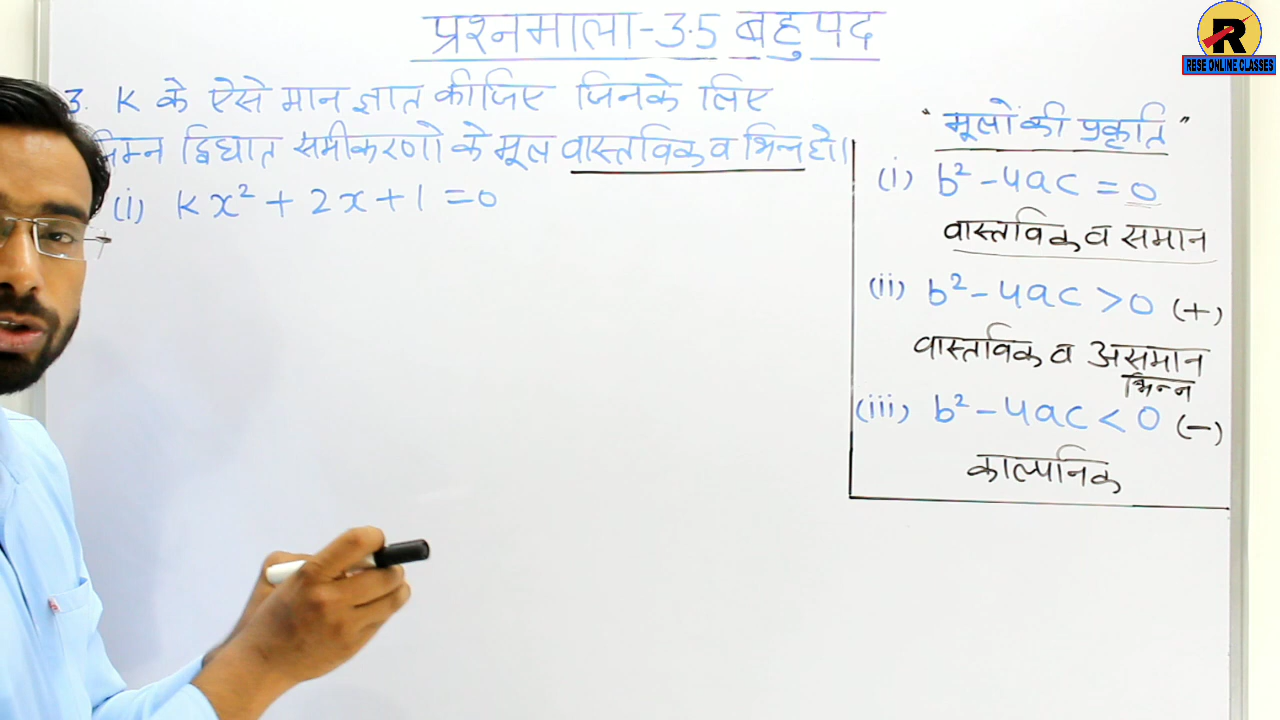 प्रश्नमाला-3.5 बहुपद
R
RESE ONLINE CLASSES
3. K के ऐसे मान ज्ञात कीजिए जिनके लिए
निम्न द्विघात समीकरणो के मूल वास्तविक व भिन्न हो।
(i) Kx² + 2x + 1 = 0
"मूलों की प्रकृति"
(i) b² - 4ac = 0
वास्तविक व समान
(ii) b² - 4ac > 0 (+)
वास्तविक व असमान
भिन्न
(iii) b² - 4ac < 0 (-)
काल्पनिक